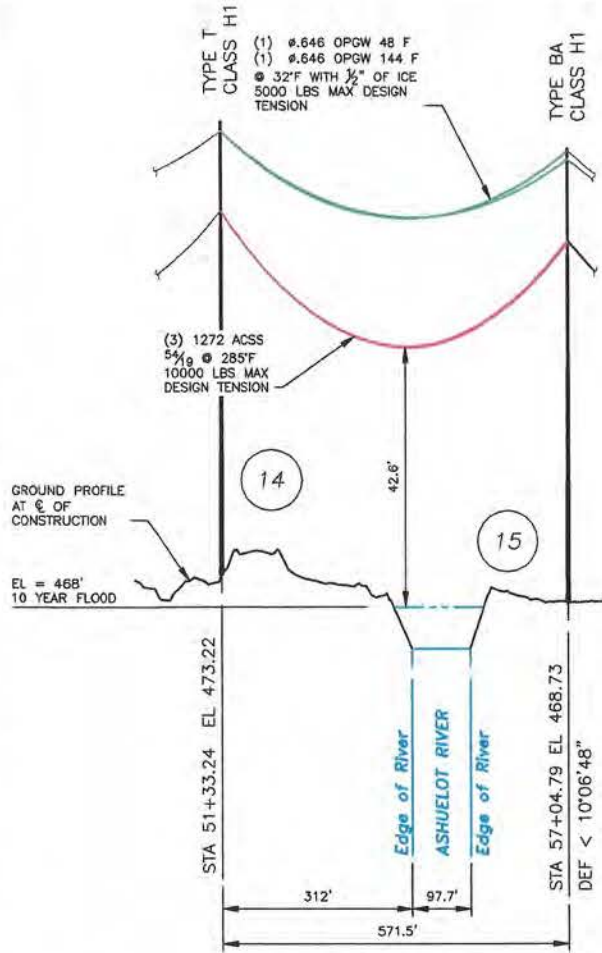 TYPE T
CLASS H1
(1) ø.646 OPGW 48 F
(1) ø.646 OPGW 144 F
@ 32°F WITH ½" OF ICE
5000 LBS MAX DESIGN
TENSION
TYPE BA
CLASS H1
(3) 1272 ACSS
54/19 @ 285°F
10000 LBS MAX
DESIGN TENSION
14
42.6'
15
GROUND PROFILE
AT ℄ OF
CONSTRUCTION
EL = 468'
10 YEAR FLOOD
STA 51+33.24 EL 473.22
Edge of River
ASHUELOT RIVER
Edge of River
STA 57+04.79 EL 468.73
DEF < 10°06'48"
312'
97.7'
571.5'